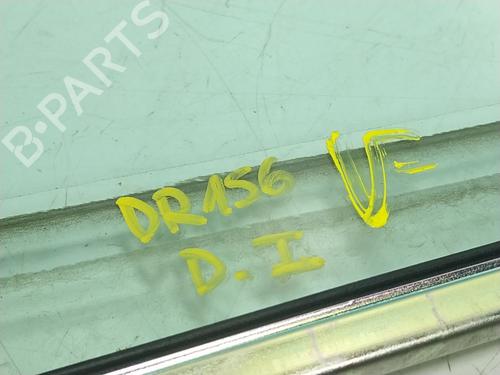 B-PARTS
DR156 V-
D.I